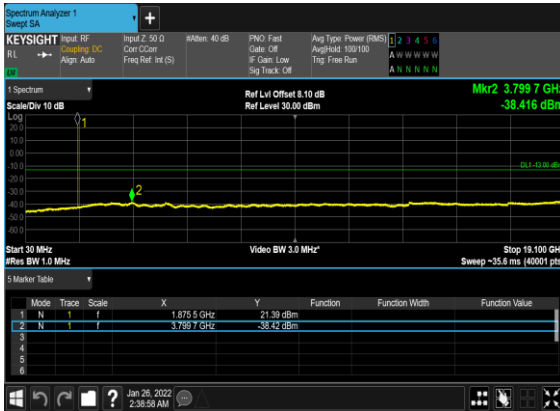 Spectrum Analyzer 1
Swept SA
+
KEYSIGHT Input: RF Input Z: 50 Ω #Atten: 40 dB PNO: Fast Avg Type: Power (RMS) 1 2 3 4 5 6
RL Coupling: DC Corr CCorr Gate: Off Avg|Hold: 100/100 A W W W W W
Align: Auto Freq Ref: Int (S) IF Gain: Low Trig: Free Run
Sig Track: Off A N N N N N
1 Spectrum Ref Lvl Offset 8.10 dB Mkr2 3.799 7 GHz
Scale/Div 10 dB Ref Level 30.00 dBm -38.416 dBm
Log
1
20.0
10.0
0.00
-10.0
DL1 -13.00 dBm
-20.0
-30.0
2
-40.0
-50.0
-60.0
Start 30 MHz Video BW 3.0 MHz* Stop 19.100 GH
#Res BW 1.0 MHz Sweep ~35.6 ms (40001 pts
5 Marker Table
Mode Trace Scale X Y Function Function Width Function Value
1 N 1 f 1.875 5 GHz 21.39 dBm
2 N 1 f 3.799 7 GHz -38.42 dBm
3
4
5
6
? Jan 26, 2022
2:38:58 AM